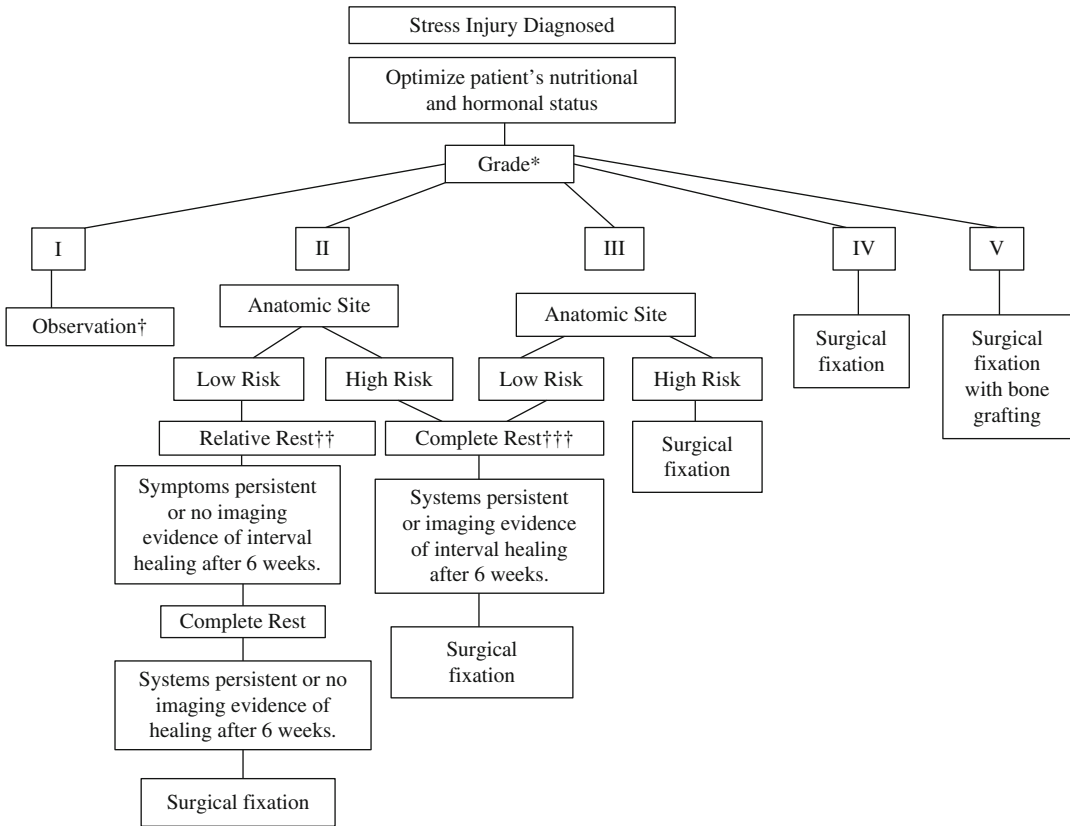 Stress Injury Diagnosed
Optimize patient's nutritional
and hormonal status
Grade*
I
II
III
IV
V
Observation†
Anatomic Site
Anatomic Site
Surgical
fixation
Surgical
fixation
with bone
grafting
Low Risk
High Risk
Low Risk
High Risk
Relative Rest††
Complete Rest†††
Surgical
fixation
Symptoms persistent
or no imaging
evidence of interval
healing after 6 weeks.
Systems persistent
or imaging evidence
of interval healing
after 6 weeks.
Complete Rest
Surgical
fixation
Systems persistent or no
imaging evidence of
healing after 6 weeks.
Surgical fixation